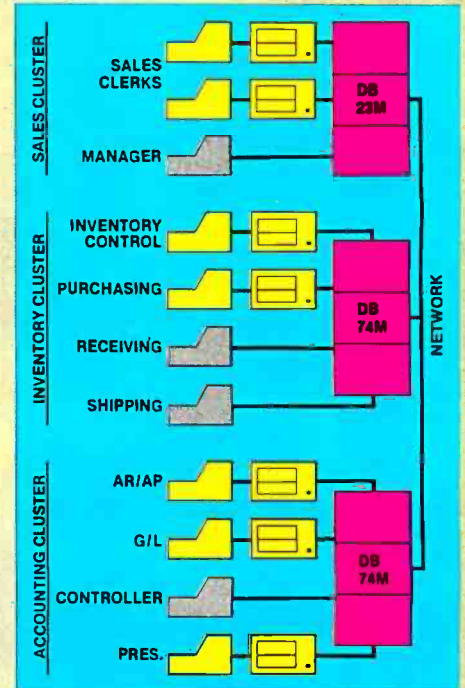 SALES CLUSTER
SALES
CLERKS
MANAGER
DB
23M
INVENTORY CLUSTER
INVENTORY
CONTROL
PURCHASING
RECEIVING
SHIPPING
DB
74M
NETWORK
ACCOUNTING CLUSTER
AR/AP
G/L
CONTROLLER
PRES.
DB
74M